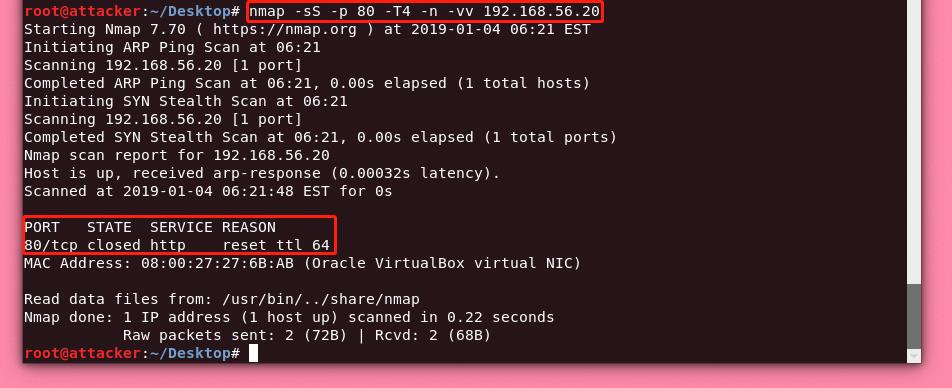 root@attacker:~/Desktop# nmap -sS -p 80 -T4 -n -vv 192.168.56.20
Starting Nmap 7.70 ( https://nmap.org ) at 2019-01-04 06:21 EST
Initiating ARP Ping Scan at 06:21
Scanning 192.168.56.20 [1 port]
Completed ARP Ping Scan at 06:21, 0.00s elapsed (1 total hosts)
Initiating SYN Stealth Scan at 06:21
Scanning 192.168.56.20 [1 port]
Completed SYN Stealth Scan at 06:21, 0.00s elapsed (1 total ports)
Nmap scan report for 192.168.56.20
Host is up, received arp-response (0.00032s latency).
Scanned at 2019-01-04 06:21:48 EST for 0s
PORT   STATE  SERVICE REASON
80/tcp closed http    reset ttl 64
MAC Address: 08:00:27:27:6B:AB (Oracle VirtualBox virtual NIC)
Read data files from: /usr/bin/../share/nmap
Nmap done: 1 IP address (1 host up) scanned in 0.22 seconds
           Raw packets sent: 2 (72B) | Rcvd: 2 (68B)
root@attacker:~/Desktop#